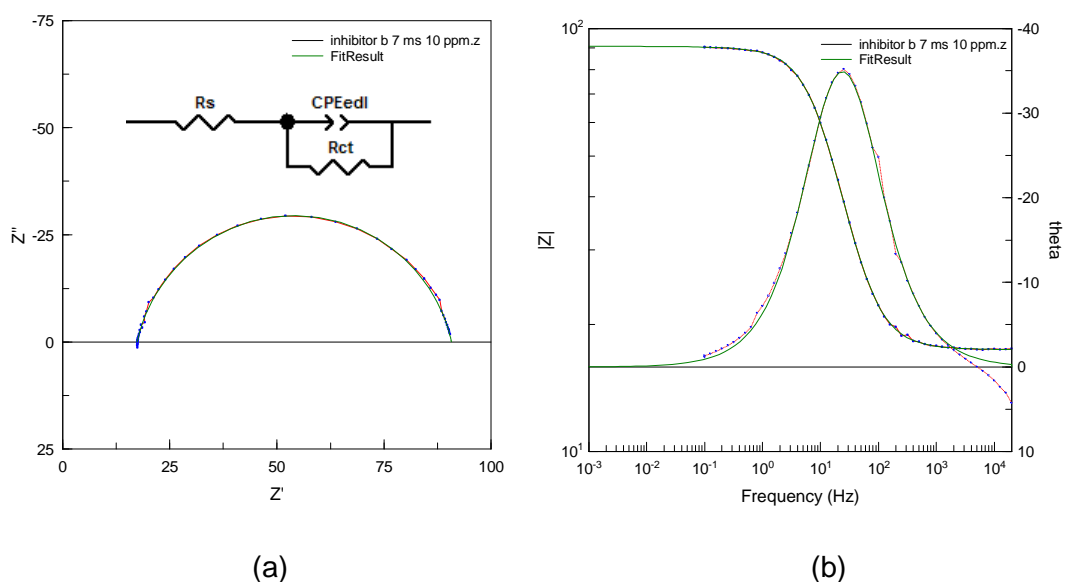 -75
-50
-25
0
25
0
25
50
75
100
Z''
Z'
inhibitor b 7 ms 10 ppm.z
FitResult
Rs
CPEedl
Rct
(a)
10²
10¹
|Z|
10⁻³
10⁻²
10⁻¹
10⁰
10¹
10²
10³
10⁴
Frequency (Hz)
-40
-30
-20
-10
0
10
theta
inhibitor b 7 ms 10 ppm.z
FitResult
(b)